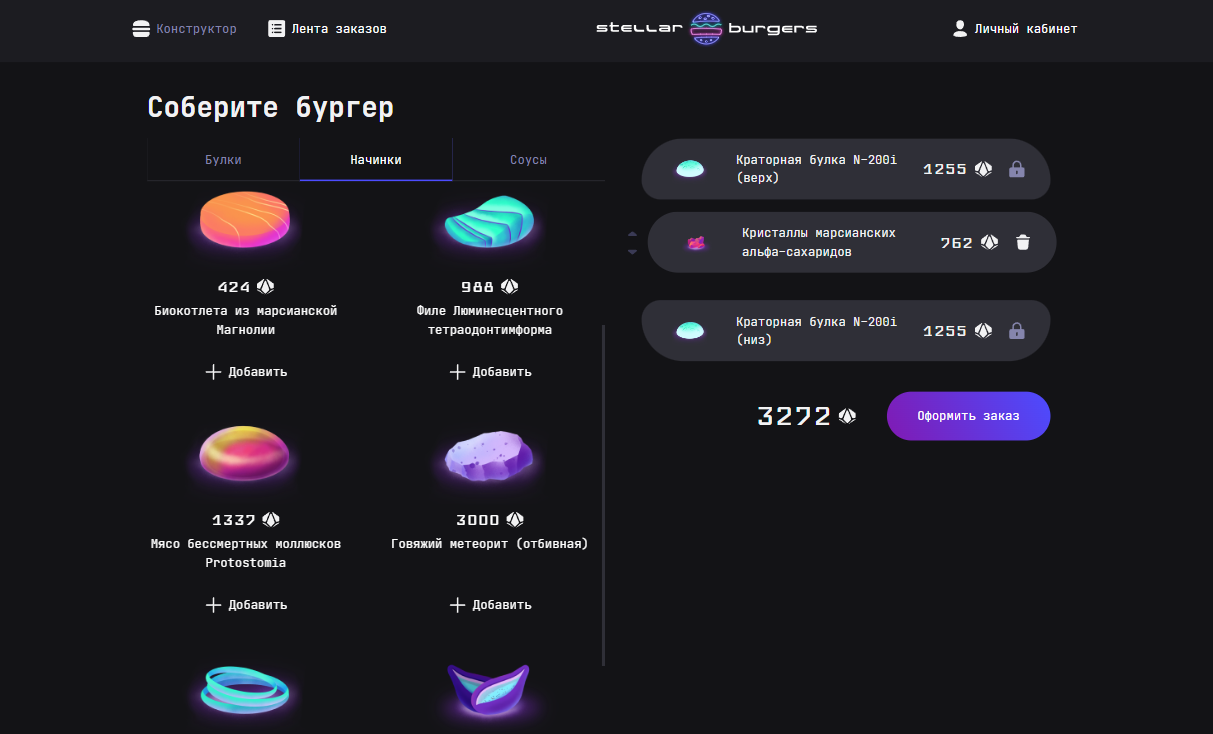 Конструктор
Лента заказов
stellar burgers
Личный кабинет
Соберите бургер
Булки
Начинки
Соусы
424
Биокотлета из марсианской
Магнолии
Добавить
988
Филе Люминесцентного
тетраодонтимформа
Добавить
1337
Мясо бессмертных моллюсков
Protostomia
Добавить
3000
Говяжий метеорит (отбивная)
Добавить
Краторная булка N-200i
(верх)
1255
Кристаллы марсианских
альфа-сахаридов
762
Краторная булка N-200i
(низ)
1255
3272
Оформить заказ